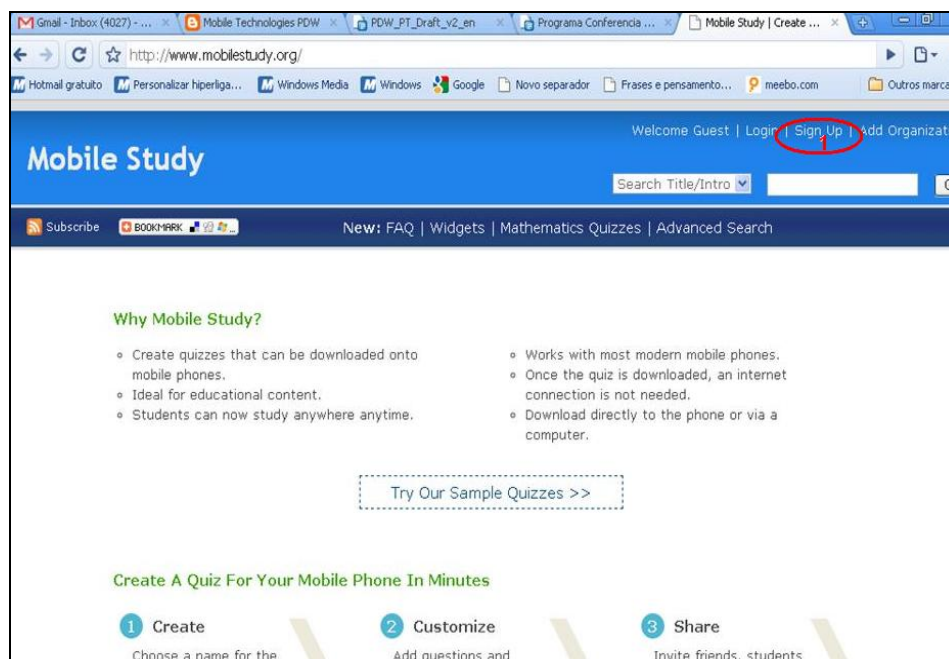 Gmail - Inbox (4027) - ... Mobile Technologies PDW PDW_PT_Draft_v2_en Programa Conferencia ... Mobile Study | Create ...
http://www.mobilestudy.org/
Hotmail gratuito Personalizar hiperliga... Windows Media Windows Google Novo separador Frases e pensamento... meebo.com Outros marca
Welcome Guest | Login | Sign Up | Add Organizat
1
Mobile Study
Search Title/Intro
Subscribe BOOKMARK New: FAQ | Widgets | Mathematics Quizzes | Advanced Search
Why Mobile Study?
Create quizzes that can be downloaded onto
mobile phones.
Ideal for educational content.
Students can now study anywhere anytime.
Works with most modern mobile phones.
Once the quiz is downloaded, an internet
connection is not needed.
Download directly to the phone or via a
computer.
Try Our Sample Quizzes >>
Create A Quiz For Your Mobile Phone In Minutes
1 Create 2 Customize 3 Share
Choose a name for the Add questions and Invite friends, students